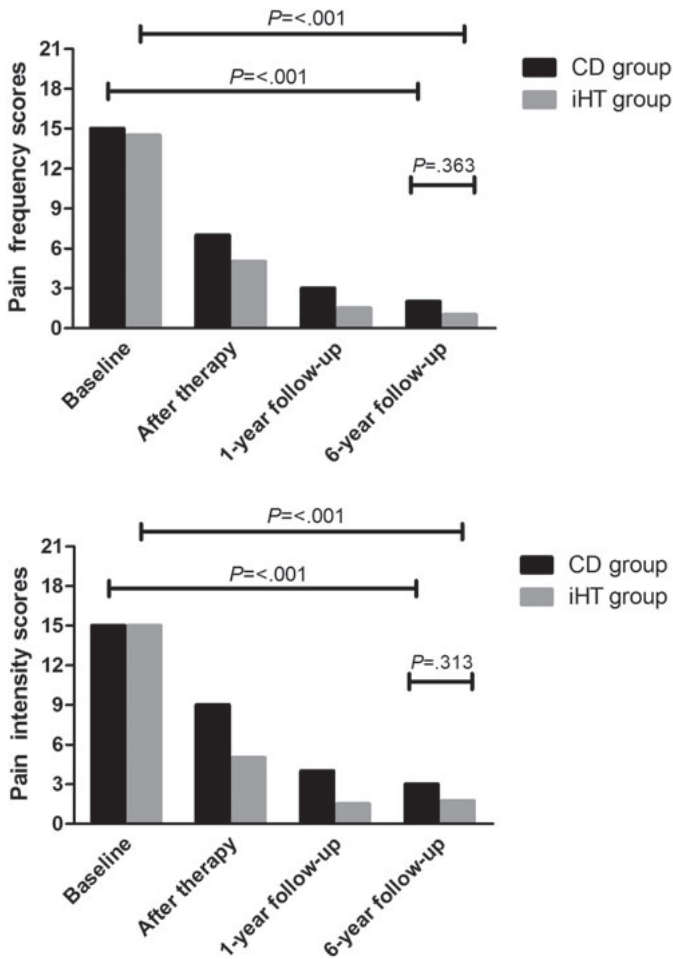 P=<.001
P=<.001
P=.363
CD group
iHT group
Pain frequency scores
21
18
15
12
9
6
3
0
Baseline
After therapy
1-year follow-up
6-year follow-up
P=<.001
P=<.001
P=.313
CD group
iHT group
Pain intensity scores
21
18
15
12
9
6
3
0
Baseline
After therapy
1-year follow-up
6-year follow-up